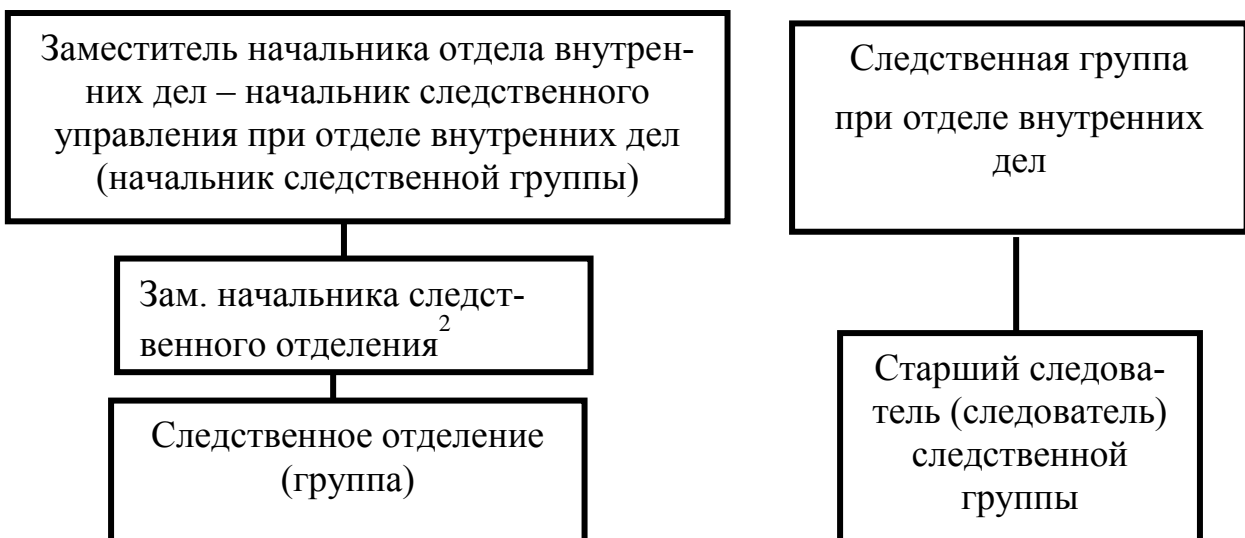 Заместитель начальника отдела внутрен-
них дел – начальник следственного
управления при отделе внутренних дел
(начальник следственной группы)
Зам. начальника следст-
венного отделения2
Следственное отделение
(группа)
Следственная группа
при отделе внутренних
дел
Старший следова-
тель (следователь)
следственной
группы